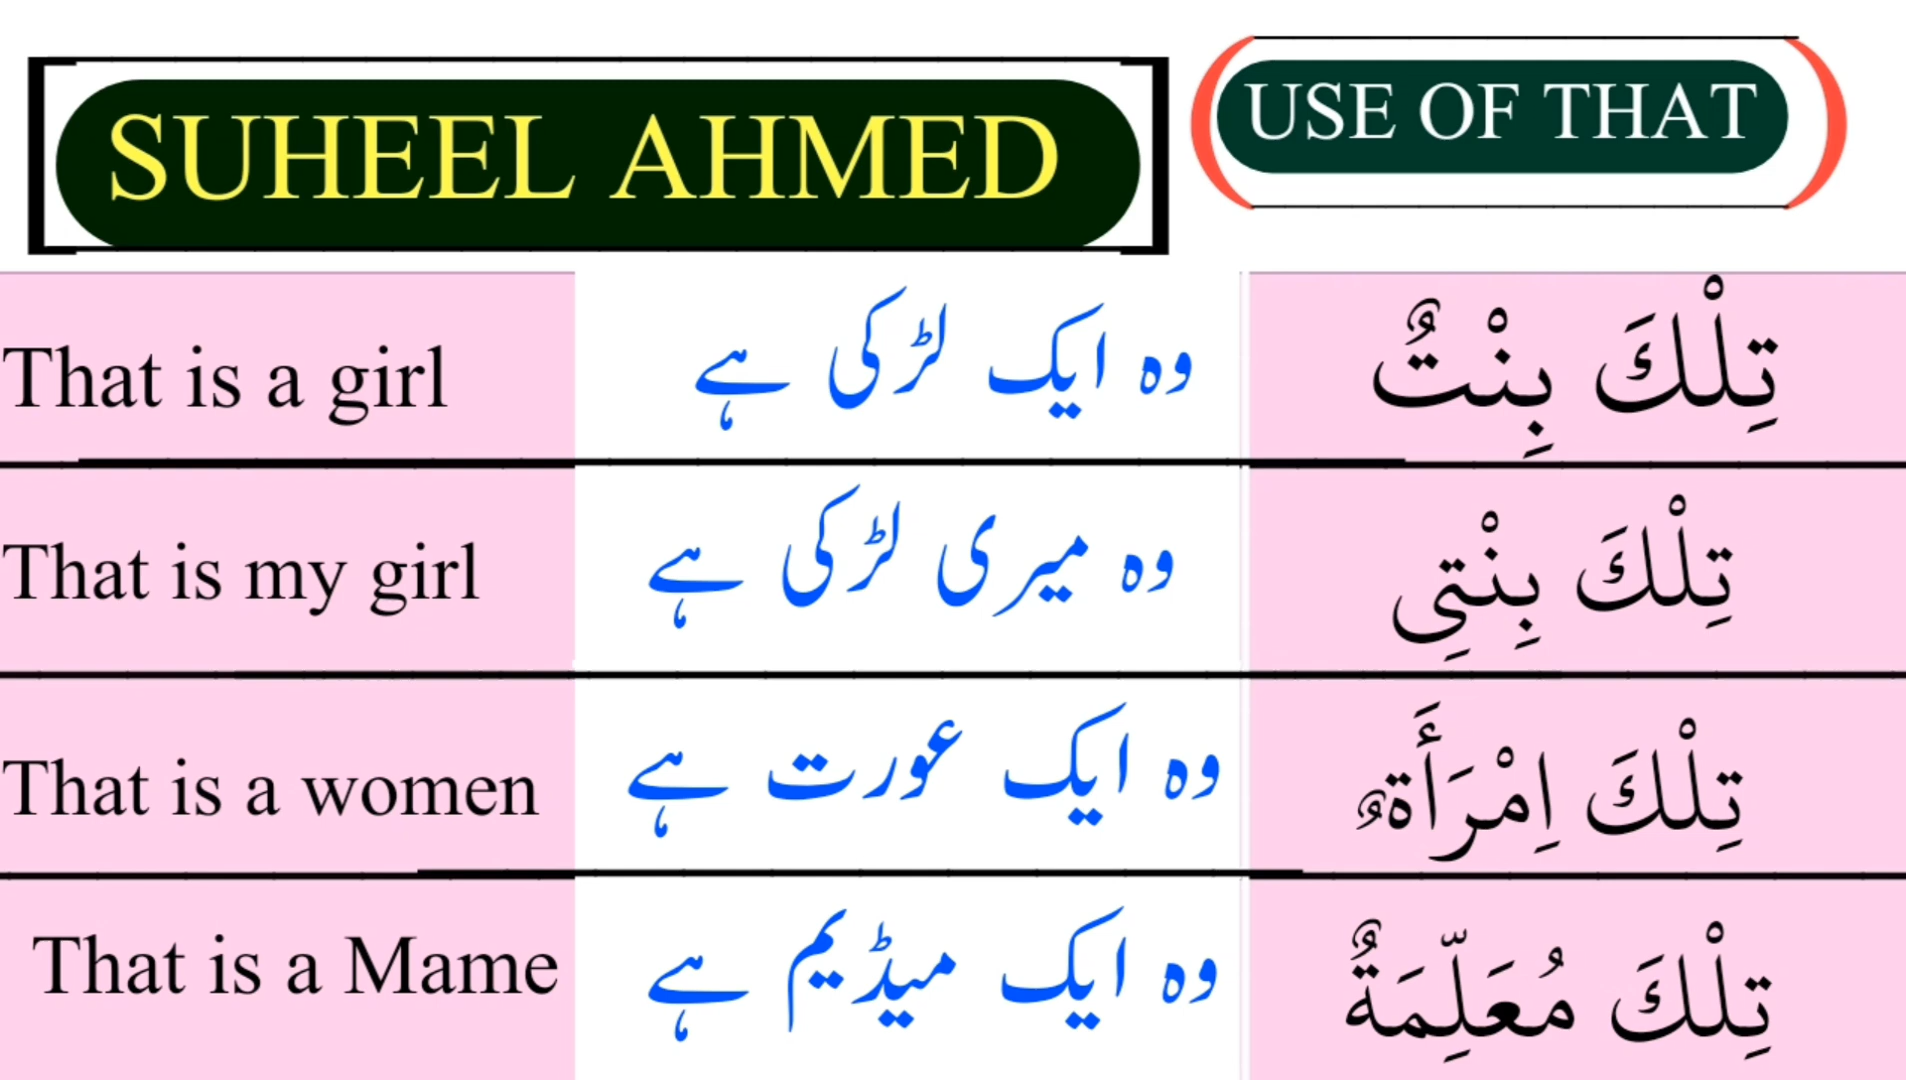 SUHEEL AHMED
USE OF THAT
That is a girl
وہ ایک لڑکی ہے
تِلْكَ بِنْتٌ
That is my girl
وہ میری لڑکی ہے
تِلْكَ بِنْتِی
That is a women
وہ ایک عورت ہے
تِلْكَ اِمْرَأَةٌ
That is a Mame
وہ ایک میڈیم ہے
تِلْكَ مُعَلِّمَةٌ